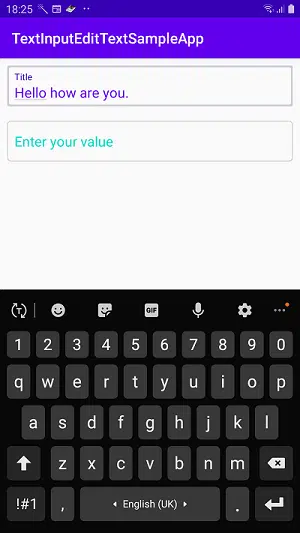 18:25
TextInputEditTextSampleApp
Title
Hello how are you.
Enter your value
T GIF
1 2 3 4 5 6 7 8 9 0
q w e r t y u i o p
a s d f g h j k l
z x c v b n m
!#1 , English (UK) .